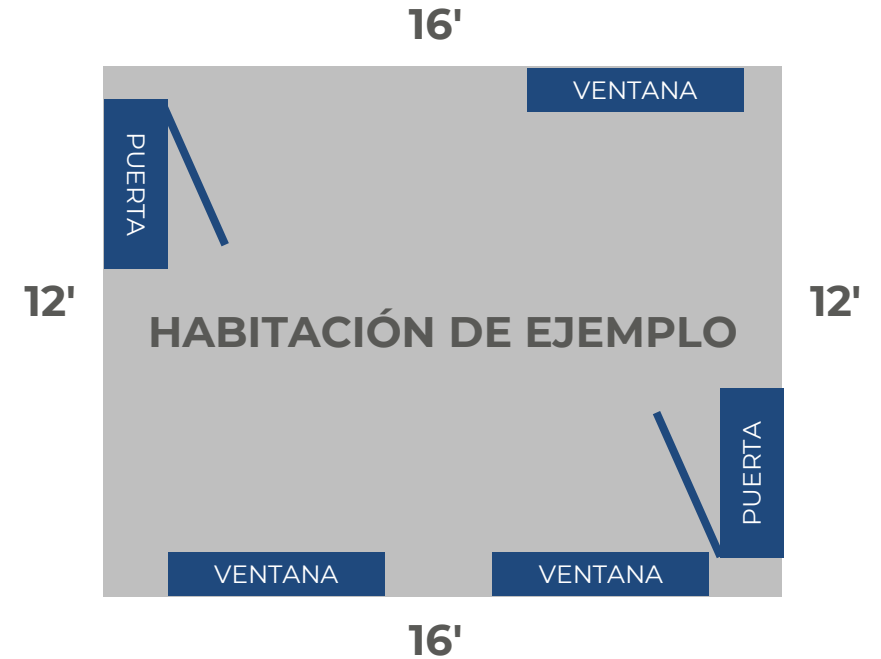 16'
VENTANA
PUERTA
12'
12'
HABITACIÓN DE EJEMPLO
PUERTA
VENTANA
VENTANA
16'